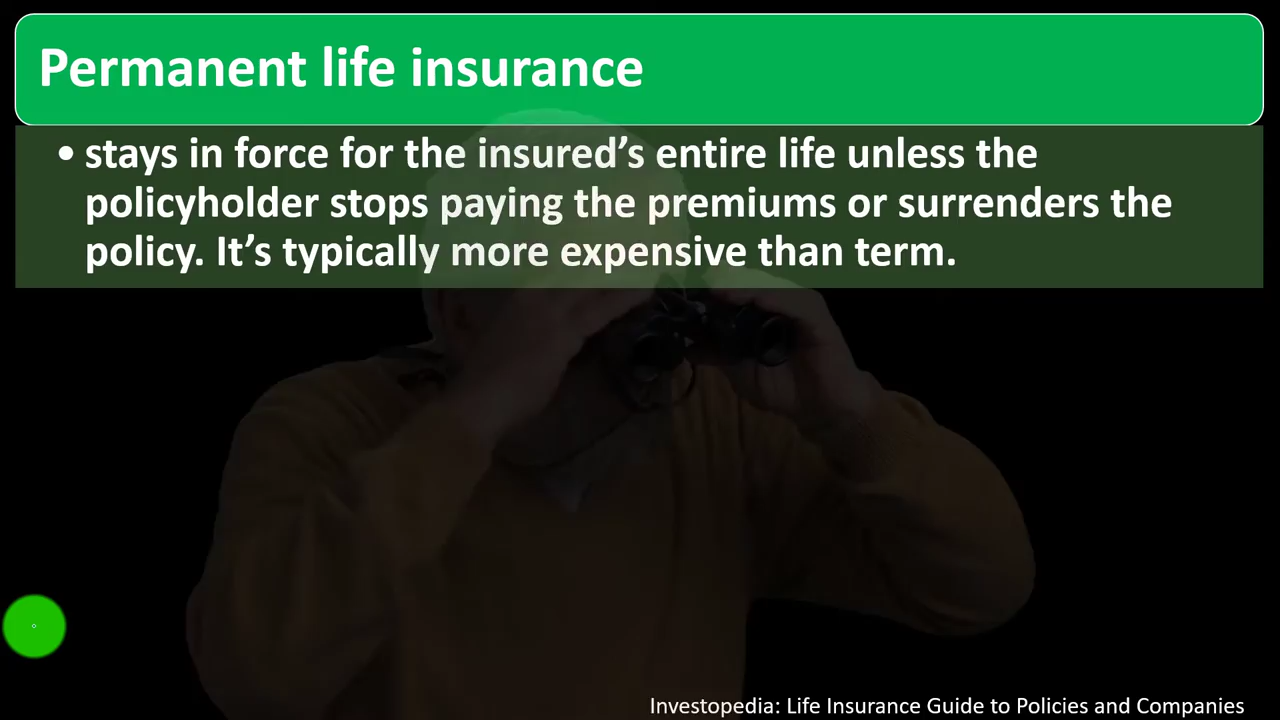 Permanent life insurance
• stays in force for the insured’s entire life unless the
policyholder stops paying the premiums or surrenders the
policy. It’s typically more expensive than term.
Investopedia: Life Insurance Guide to Policies and Companies